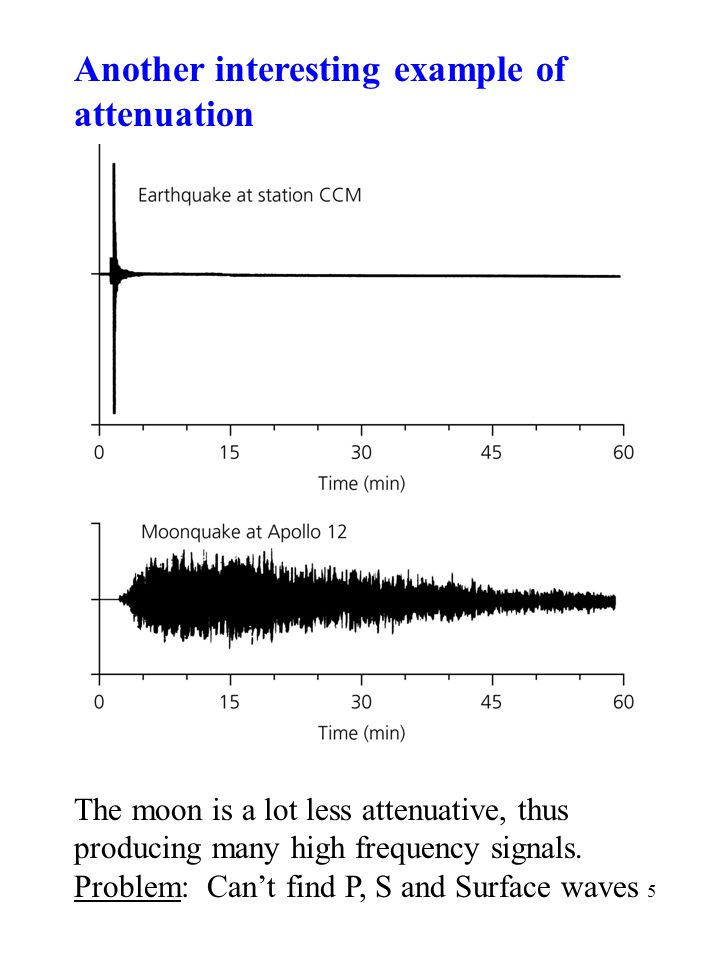 Another interesting example of
attenuation
Earthquake at station CCM
0 15 30 45 60
Time (min)
Moonquake at Apollo 12
0 15 30 45 60
Time (min)
The moon is a lot less attenuative, thus
producing many high frequency signals.
Problem: Can’t find P, S and Surface waves 5